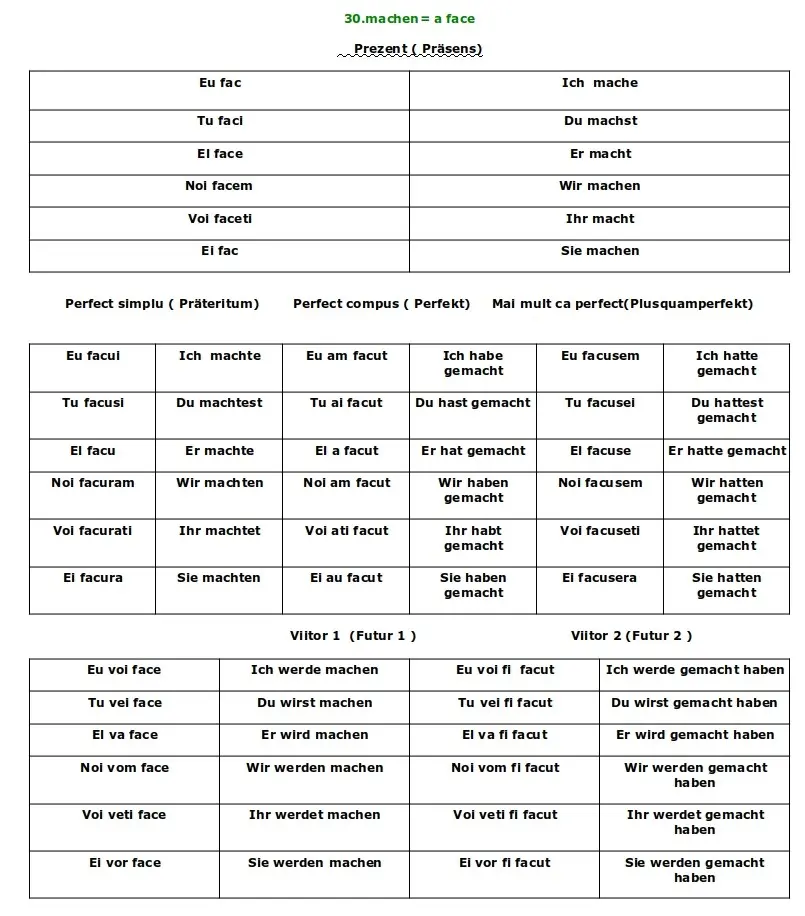 30.machen = a face
Prezent ( Präsens)
Eu fac Ich mache
Tu faci Du machst
El face Er macht
Noi facem Wir machen
Voi faceti Ihr macht
Ei fac Sie machen
Perfect simplu ( Präteritum) Perfect compus ( Perfekt) Mai mult ca perfect(Plusquamperfekt)
Eu facui Ich machte Eu am facut Ich habe gemacht Eu facusem Ich hatte gemacht
Tu facusi Du machtest Tu ai facut Du hast gemacht Tu facusei Du hattest gemacht
El facu Er machte El a facut Er hat gemacht El facuse Er hatte gemacht
Noi facuram Wir machten Noi am facut Wir haben gemacht Noi facusem Wir hatten gemacht
Voi facurati Ihr machtet Voi ati facut Ihr habt gemacht Voi facuseti Ihr hattet gemacht
Ei facura Sie machten Ei au facut Sie haben gemacht Ei facusera Sie hatten gemacht
Viitor 1 (Futur 1 ) Viitor 2 (Futur 2 )
Eu voi face Ich werde machen Eu voi fi facut Ich werde gemacht haben
Tu vei face Du wirst machen Tu vei fi facut Du wirst gemacht haben
El va face Er wird machen El va fi facut Er wird gemacht haben
Noi vom face Wir werden machen Noi vom fi facut Wir werden gemacht haben
Voi veti face Ihr werdet machen Voi veti fi facut Ihr werdet gemacht haben
Ei vor face Sie werden machen Ei vor fi facut Sie werden gemacht haben